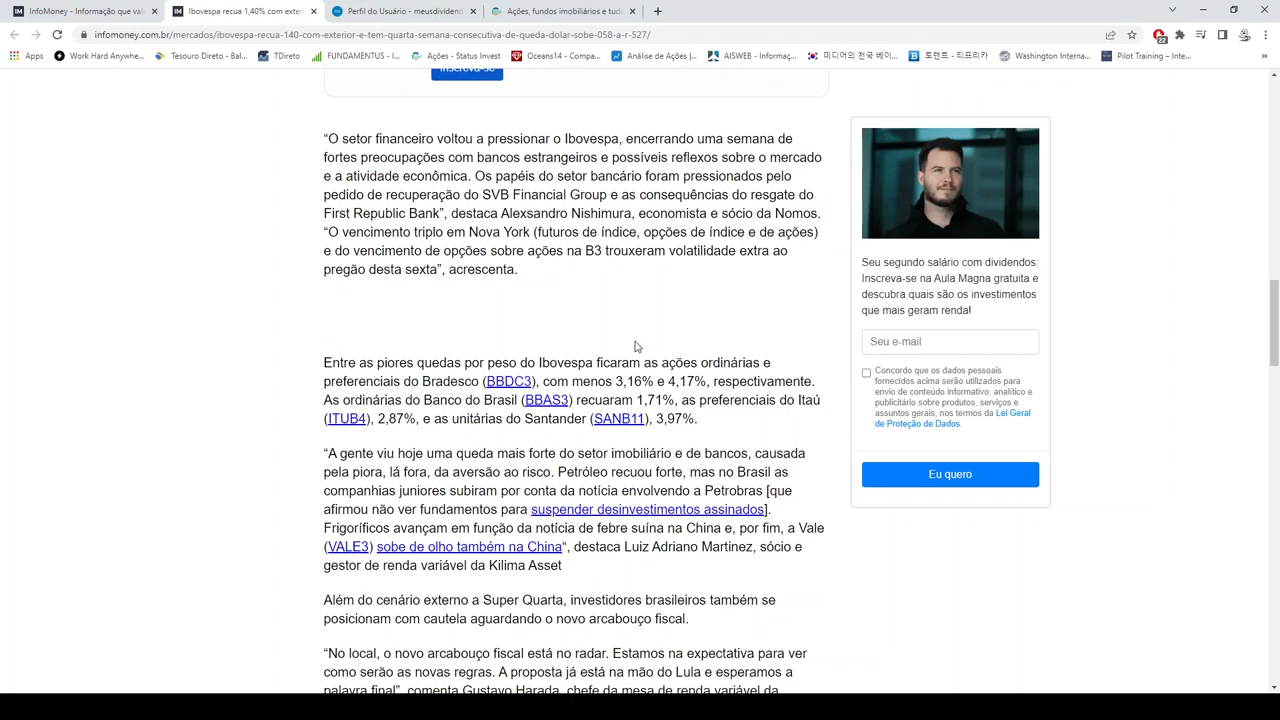 InfoMoney - Informação que vale
Ibovespa recua 1,40% com exter
Perfil do Usuário - meusdividend
Ações, fundos imobiliários e tudo
infomoney.com.br/mercados/ibovespa-recua-140-com-exterior-e-tem-quarta-semana-consecutiva-de-queda-dolar-sobe-058-a-r-527/
22
Apps
Work Hard Anywhe...
Tesouro Direto - Bal...
TDireto
FUNDAMENTUS - I...
Ações - Status Invest
Oceans14 - Compa...
Análise de Ações |...
AISWEB - Informaç...
미디어의 천국 베이...
토렌트 - 티프리카
Washington Interna...
Pilot Training – Inte...
Inscreva-se
“O setor financeiro voltou a pressionar o Ibovespa, encerrando uma semana de
fortes preocupações com bancos estrangeiros e possíveis reflexos sobre o mercado
e a atividade econômica. Os papéis do setor bancário foram pressionados pelo
pedido de recuperação do SVB Financial Group e as consequências do resgate do
First Republic Bank”, destaca Alexsandro Nishimura, economista e sócio da Nomos.
“O vencimento triplo em Nova York (futuros de índice, opções de índice e de ações)
e do vencimento de opções sobre ações na B3 trouxeram volatilidade extra ao
pregão desta sexta”, acrescenta.
Entre as piores quedas por peso do Ibovespa ficaram as ações ordinárias e
preferenciais do Bradesco (BBDC3), com menos 3,16% e 4,17%, respectivamente.
As ordinárias do Banco do Brasil (BBAS3) recuaram 1,71%, as preferenciais do Itaú
(ITUB4), 2,87%, e as unitárias do Santander (SANB11), 3,97%.
“A gente viu hoje uma queda mais forte do setor imobiliário e de bancos, causada
pela piora, lá fora, da aversão ao risco. Petróleo recuou forte, mas no Brasil as
companhias juniores subiram por conta da notícia envolvendo a Petrobras [que
afirmou não ver fundamentos para suspender desinvestimentos assinados].
Frigoríficos avançam em função da notícia de febre suína na China e, por fim, a Vale
(VALE3) sobe de olho também na China“, destaca Luiz Adriano Martinez, sócio e
gestor de renda variável da Kilima Asset
Além do cenário externo a Super Quarta, investidores brasileiros também se
posicionam com cautela aguardando o novo arcabouço fiscal.
“No local, o novo arcabouço fiscal está no radar. Estamos na expectativa para ver
como serão as novas regras. A proposta já está na mão do Lula e esperamos a
palavra final”, comenta Gustavo Harada, chefe da mesa de renda variável da
Seu segundo salário com dividendos:
Inscreva-se na Aula Magna gratuita e
descubra quais são os investimentos
que mais geram renda!
Seu e-mail
Concordo que os dados pessoais
fornecidos acima serão utilizados para
envio de conteúdo informativo, analítico e
publicitário sobre produtos, serviços e
assuntos gerais, nos termos da Lei Geral
de Proteção de Dados.
Eu quero